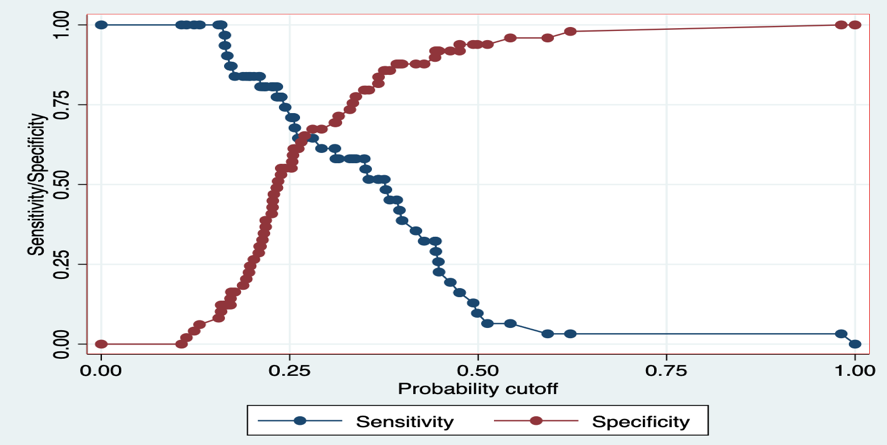 Sensitivity/Specificity
1.00
0.75
0.50
0.25
0.00
0.00 0.25 0.50 0.75 1.00
Probability cutoff
Sensitivity Specificity